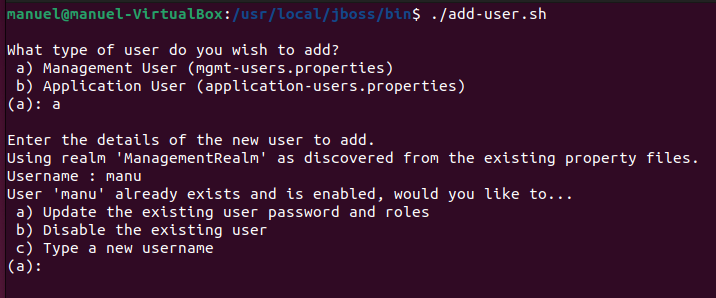 manuel@manuel-VirtualBox:/usr/local/jboss/bin$ ./add-user.sh
What type of user do you wish to add?
a) Management User (mgmt-users.properties)
b) Application User (application-users.properties)
(a): a
Enter the details of the new user to add.
Using realm 'ManagementRealm' as discovered from the existing property files.
Username : manu
User 'manu' already exists and is enabled, would you like to...
a) Update the existing user password and roles
b) Disable the existing user
c) Type a new username
(a):